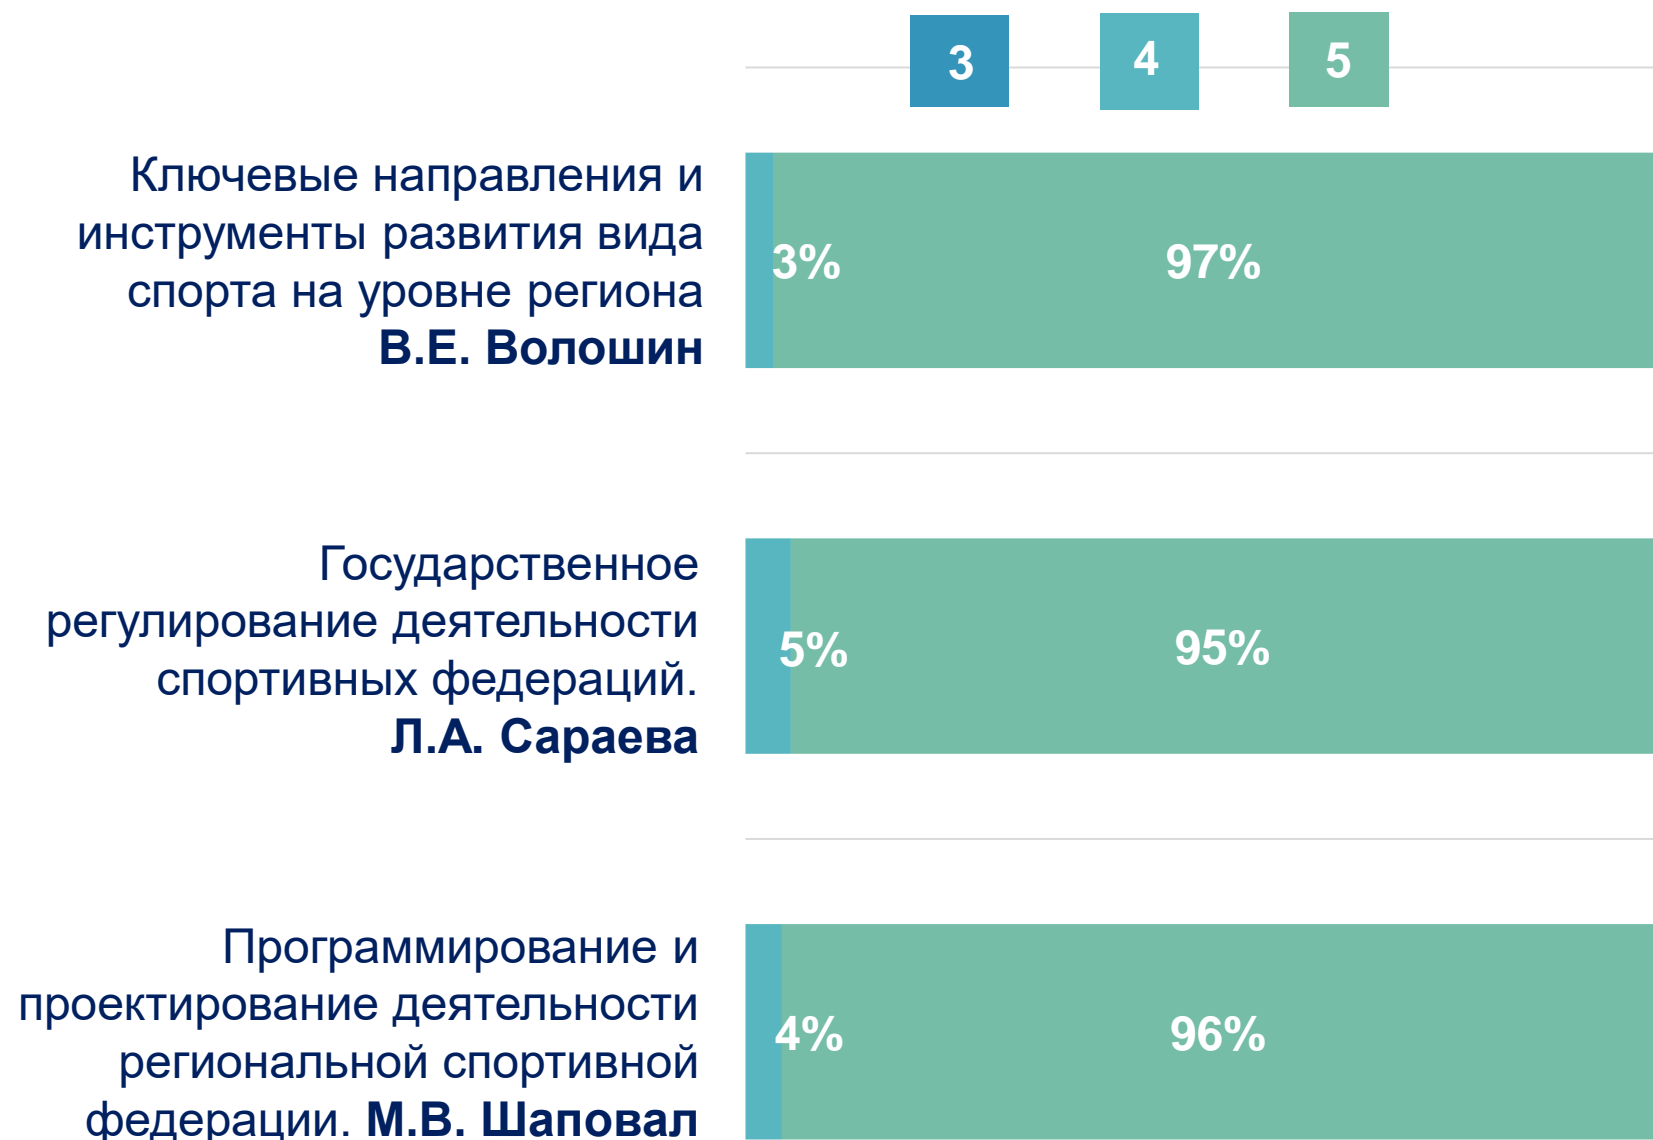 3 4 5
Ключевые направления и
инструменты развития вида
спорта на уровне региона
В.Е. Волошин
3% 97%
Государственное
регулирование деятельности
спортивных федераций.
Л.А. Сараева
5% 95%
Программирование и
проектирование деятельности
региональной спортивной
федерации. М.В. Шаповал
4% 96%